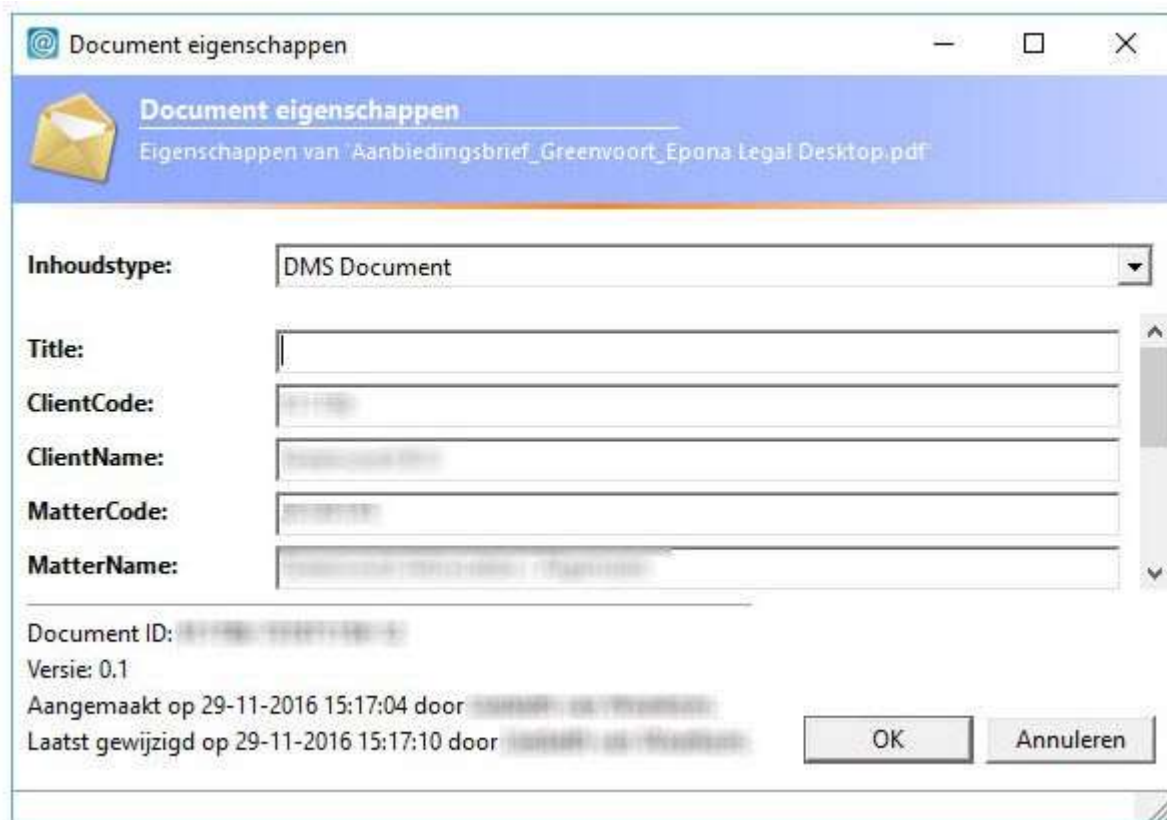 Document eigenschappen
Document eigenschappen
Eigenschappen van 'Aanbiedingsbrief_Greenvoort_Epona Legal Desktop.pdf'
Inhoudstype: DMS Document
Title:
ClientCode:
ClientName:
MatterCode:
MatterName:
Document ID:
Versie: 0.1
Aangemaakt op 29-11-2016 15:17:04 door
Laatst gewijzigd op 29-11-2016 15:17:10 door
OK Annuleren